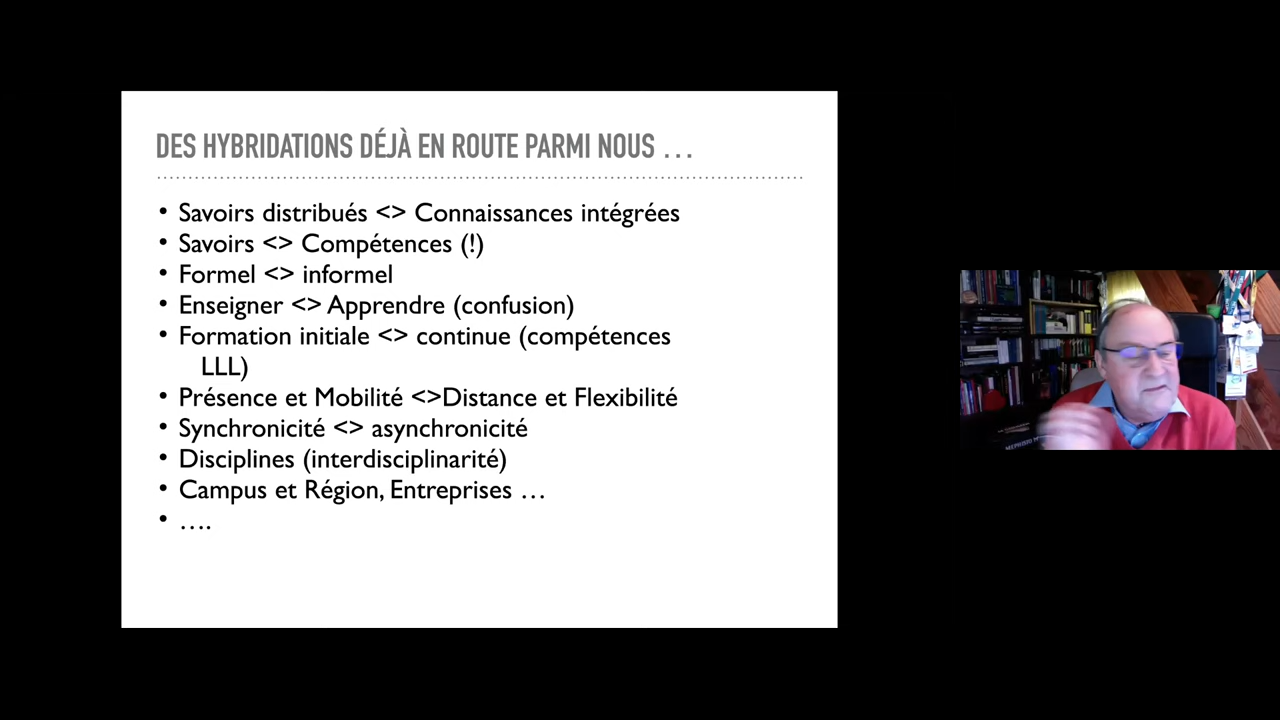 DES HYBRIDATIONS DÉJÀ EN ROUTE PARMI NOUS …
• Savoirs distribués <> Connaissances intégrées
• Savoirs <> Compétences (!)
• Formel <> informel
• Enseigner <> Apprendre (confusion)
• Formation initiale <> continue (compétences
LLL)
• Présence et Mobilité <>Distance et Flexibilité
• Synchronicité <> asynchronicité
• Disciplines (interdisciplinarité)
• Campus et Région, Entreprises …
• ….